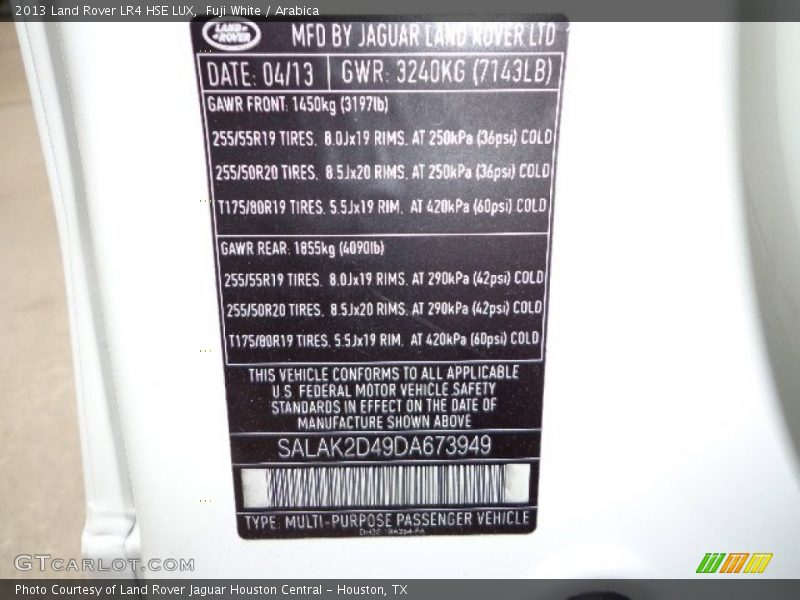 2013 Land Rover LR4 HSE LUX, Fuji White / Arabica
LAND-ROVER MFD BY JAGUAR LAND ROVER LTD
DATE: 04/13 GWR: 3240KG (7143LB)
GAWR FRONT: 1450kg (3197lb)
255/55R19 TIRES, 8.0Jx19 RIMS, AT 250kPa (36psi) COLD
255/50R20 TIRES, 8.5Jx20 RIMS, AT 250kPa (36psi) COLD
T175/80R19 TIRES, 5.5Jx19 RIM, AT 420kPa (60psi) COLD
GAWR REAR: 1855kg (4090lb)
255/55R19 TIRES, 8.0Jx19 RIMS, AT 290kPa (42psi) COLD
255/50R20 TIRES, 8.5Jx20 RIMS, AT 290kPa (42psi) COLD
T175/80R19 TIRES, 5.5Jx19 RIM, AT 420kPa (60psi) COLD
THIS VEHICLE CONFORMS TO ALL APPLICABLE
U.S. FEDERAL MOTOR VEHICLE SAFETY
STANDARDS IN EFFECT ON THE DATE OF
MANUFACTURE SHOWN ABOVE
SALAK2D49DA673949
TYPE: MULTI-PURPOSE PASSENGER VEHICLE
GTCARLOT.COM
Photo Courtesy of Land Rover Jaguar Houston Central - Houston, TX